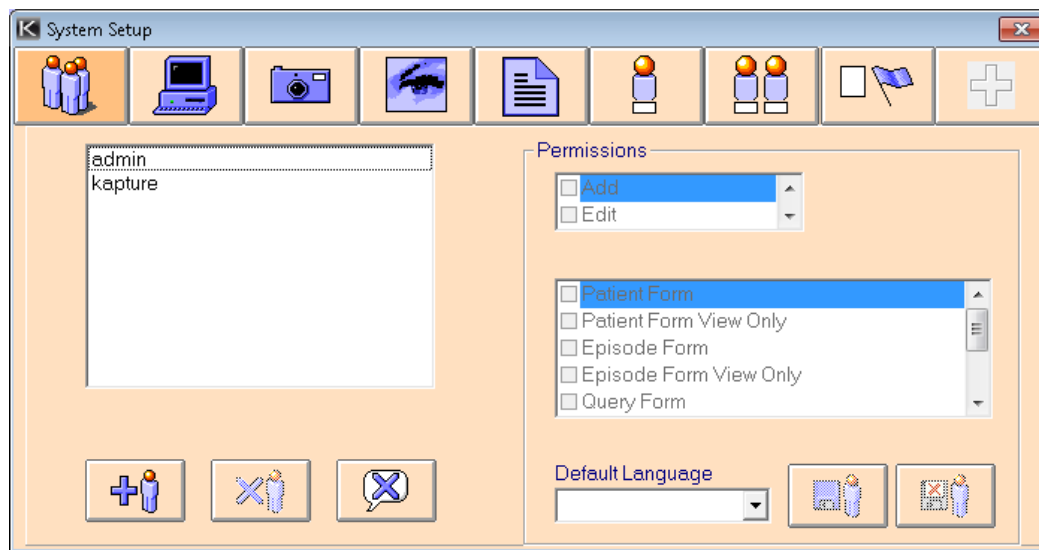 System Setup
admin
kapture
Permissions
Add
Edit
Patient Form
Patient Form View Only
Episode Form
Episode Form View Only
Query Form
Default Language